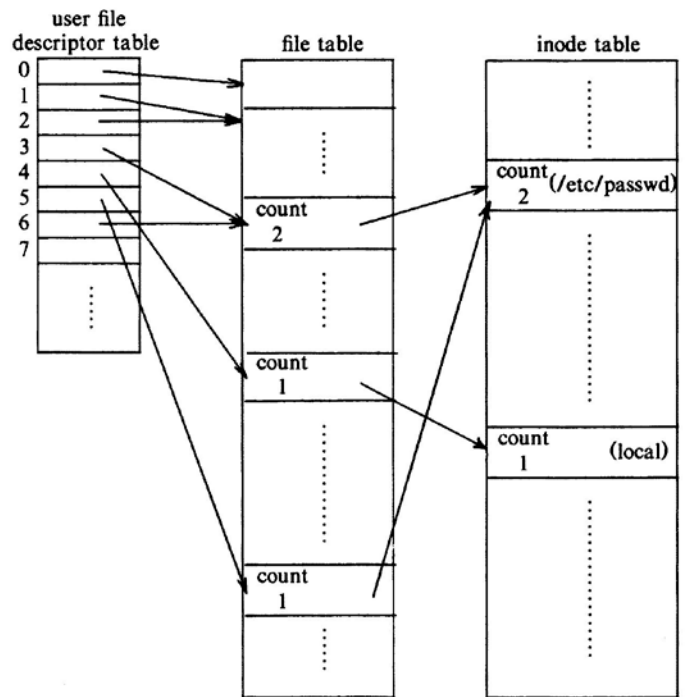 user file
descriptor table
0
1
2
3
4
5
6
7
file table
count
2
count
1
count
1
inode table
count
2 (/etc/passwd)
count
1 (local)